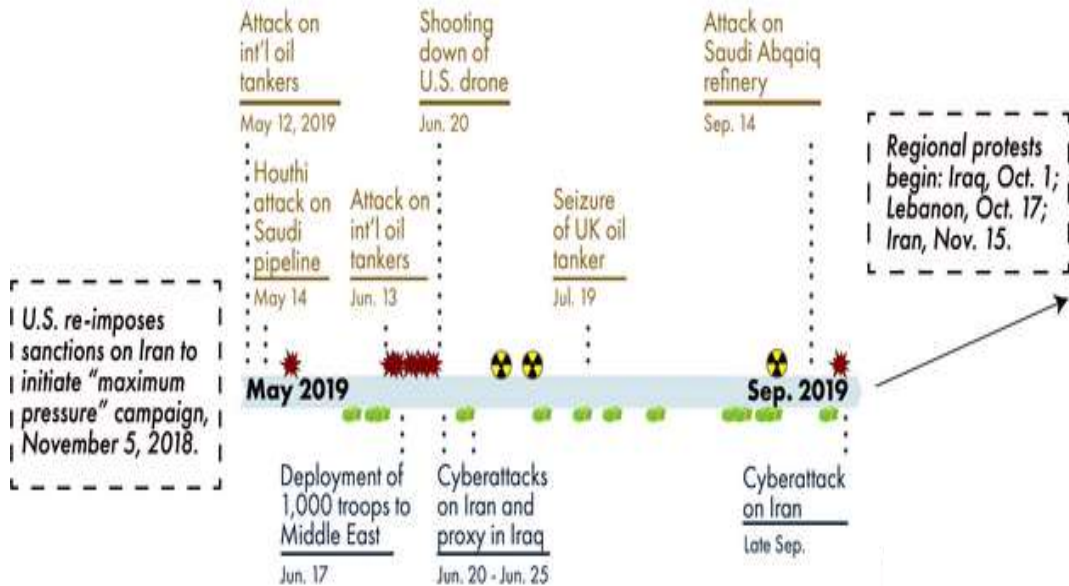 Attack on
int'l oil
tankers
May 12, 2019
Shooting
down of
U.S. drone
Jun. 20
Attack on
Saudi Abqaiq
refinery
Sep. 14
Houthi
attack on
Saudi
pipeline
May 14
Attack on
int'l oil
tankers
Jun. 13
Seizure
of UK oil
tanker
Jul. 19
Regional protests
begin: Iraq, Oct. 1;
Lebanon, Oct. 17;
Iran, Nov. 15.
U.S. re-imposes
sanctions on Iran to
initiate “maximum
pressure” campaign,
November 5, 2018.
May 2019
Sep. 2019
Deployment of
1,000 troops to
Middle East
Jun. 17
Cyberattacks
on Iran and
proxy in Iraq
Jun. 20 - Jun. 25
Cyberattack
on Iran
Late Sep.